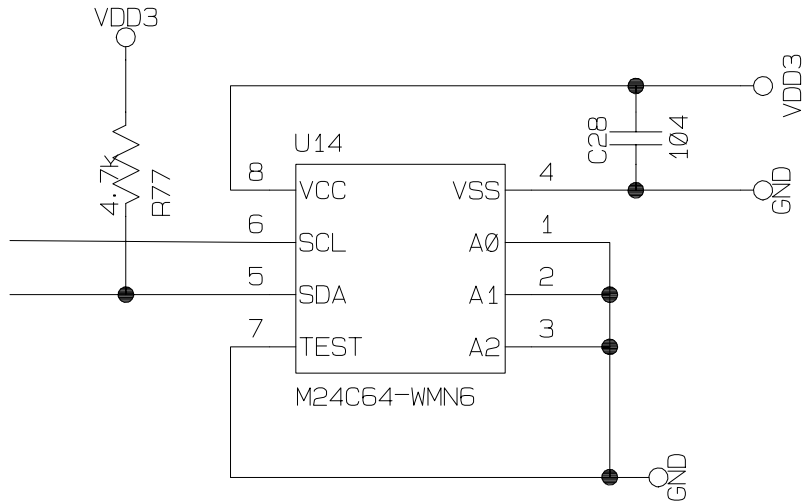 VDD3
VDD3
C28
104
U14
4.7k
R77
8
VCC
VSS
4
GND
6
SCL
A0
1
5
SDA
A1
2
7
TEST
A2
3
M24C64-WMN6
GND